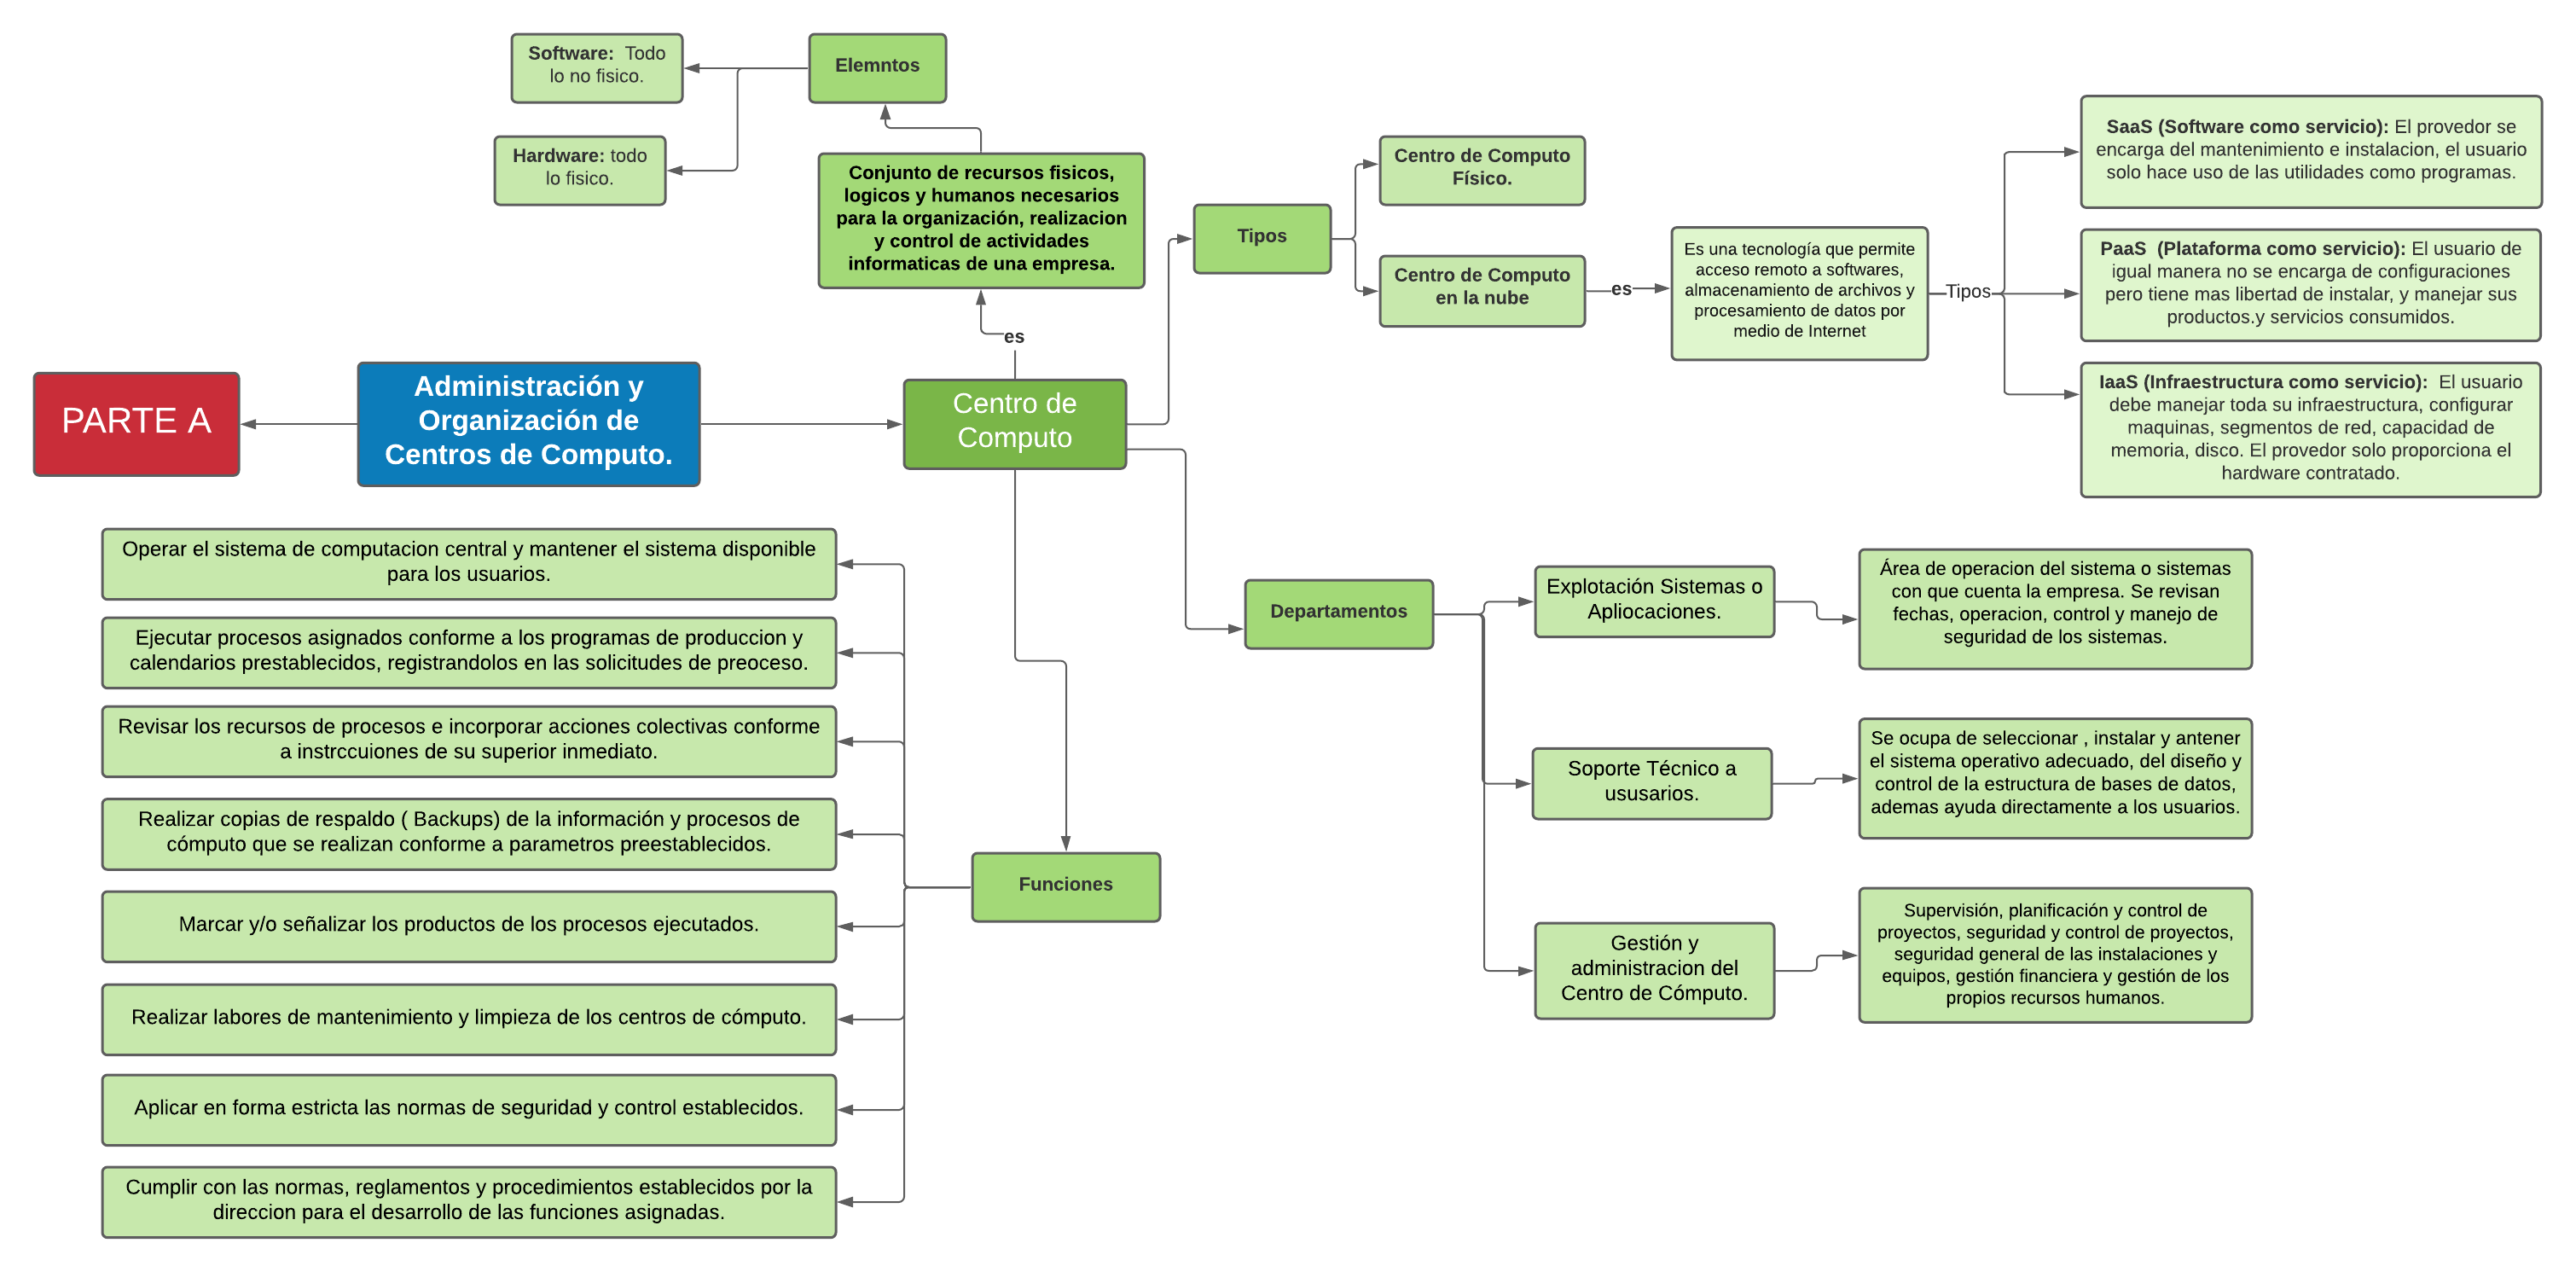 Software:  Todo
lo no fisico.
Elemntos
Hardware: todo
lo fisico.
Conjunto de recursos fisicos,
logicos y humanos necesarios
para la organización, realizacion
y control de actividades
informaticas de una empresa.
es
PARTE A
Administración y
Organización de
Centros de Computo.
Centro de
Computo
Tipos
Centro de Computo
Físico.
Centro de Computo
en la nube
es
Es una tecnología que permite
acceso remoto a softwares,
almacenamiento de archivos y
procesamiento de datos por
medio de Internet
Tipos
SaaS (Software como servicio): El provedor se
encarga del mantenimiento e instalacion, el usuario
solo hace uso de las utilidades como programas.
PaaS  (Plataforma como servicio): El usuario de
igual manera no se encarga de configuraciones
pero tiene mas libertad de instalar, y manejar sus
productos.y servicios consumidos.
IaaS (Infraestructura como servicio):  El usuario
debe manejar toda su infraestructura, configurar
maquinas, segmentos de red, capacidad de
memoria, disco. El provedor solo proporciona el
hardware contratado.
Departamentos
Explotación Sistemas o
Apliocaciones.
Área de operacion del sistema o sistemas
con que cuenta la empresa. Se revisan
fechas, operacion, control y manejo de
seguridad de los sistemas.
Soporte Técnico a
ususarios.
Se ocupa de seleccionar , instalar y antener
el sistema operativo adecuado, del diseño y
control de la estructura de bases de datos,
ademas ayuda directamente a los usuarios.
Gestión y
administracion del
Centro de Cómputo.
Supervisión, planificación y control de
proyectos, seguridad y control de proyectos,
seguridad general de las instalaciones y
equipos, gestión financiera y gestión de los
propios recursos humanos.
Funciones
Operar el sistema de computacion central y mantener el sistema disponible
para los usuarios.
Ejecutar procesos asignados conforme a los programas de produccion y
calendarios prestablecidos, registrandolos en las solicitudes de preoceso.
Revisar los recursos de procesos e incorporar acciones colectivas conforme
a instrccuiones de su superior inmediato.
Realizar copias de respaldo ( Backups) de la información y procesos de
cómputo que se realizan conforme a parametros preestablecidos.
Marcar y/o señalizar los productos de los procesos ejecutados.
Realizar labores de mantenimiento y limpieza de los centros de cómputo.
Aplicar en forma estricta las normas de seguridad y control establecidos.
Cumplir con las normas, reglamentos y procedimientos establecidos por la
direccion para el desarrollo de las funciones asignadas.